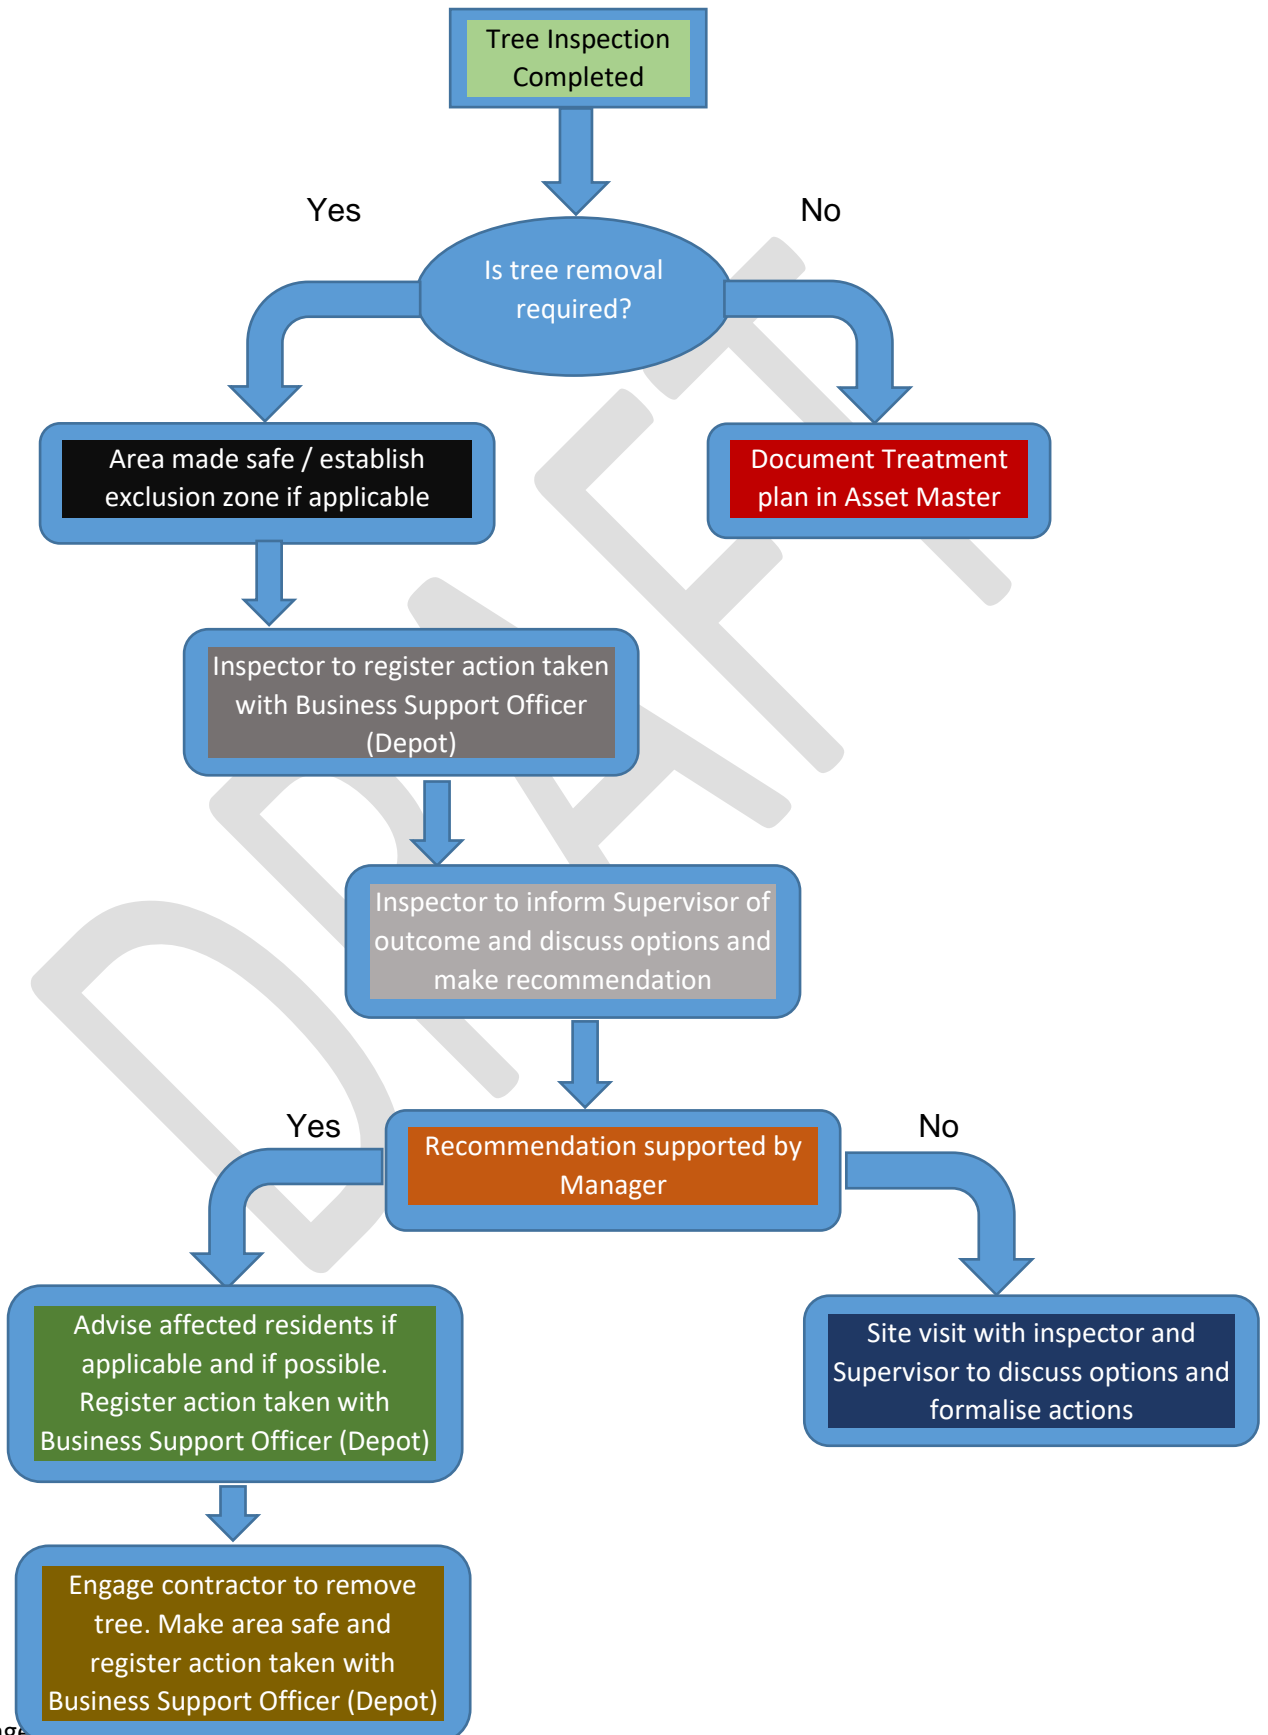 Tree Inspection
Completed
Yes
No
Is tree removal
required?
Area made safe / establish
exclusion zone if applicable
Document Treatment
plan in Asset Master
Inspector to register action taken
with Business Support Officer
(Depot)
Inspector to inform Supervisor of
outcome and discuss options and
make recommendation
Yes
No
Recommendation supported by
Manager
Advise affected residents if
applicable and if possible.
Register action taken with
Business Support Officer (Depot)
Site visit with inspector and
Supervisor to discuss options and
formalise actions
Engage contractor to remove
tree. Make area safe and
register action taken with
Business Support Officer (Depot)
DRAFT